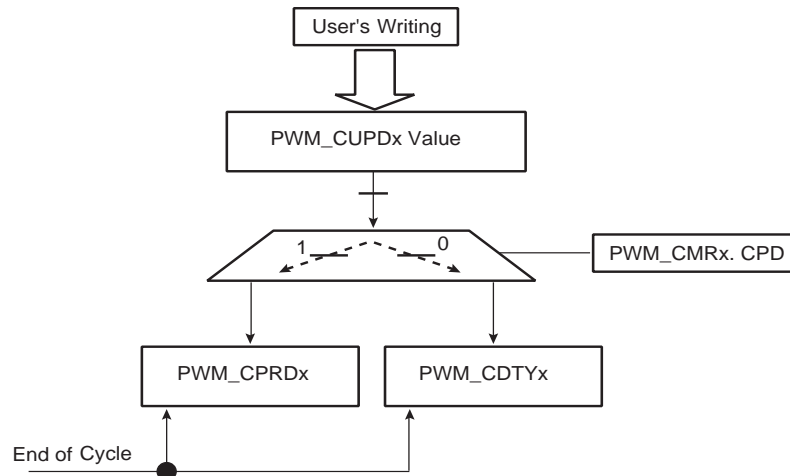 User's Writing
PWM_CUPDx Value
1
0
PWM_CMRx. CPD
PWM_CPRDx
PWM_CDTYx
End of Cycle